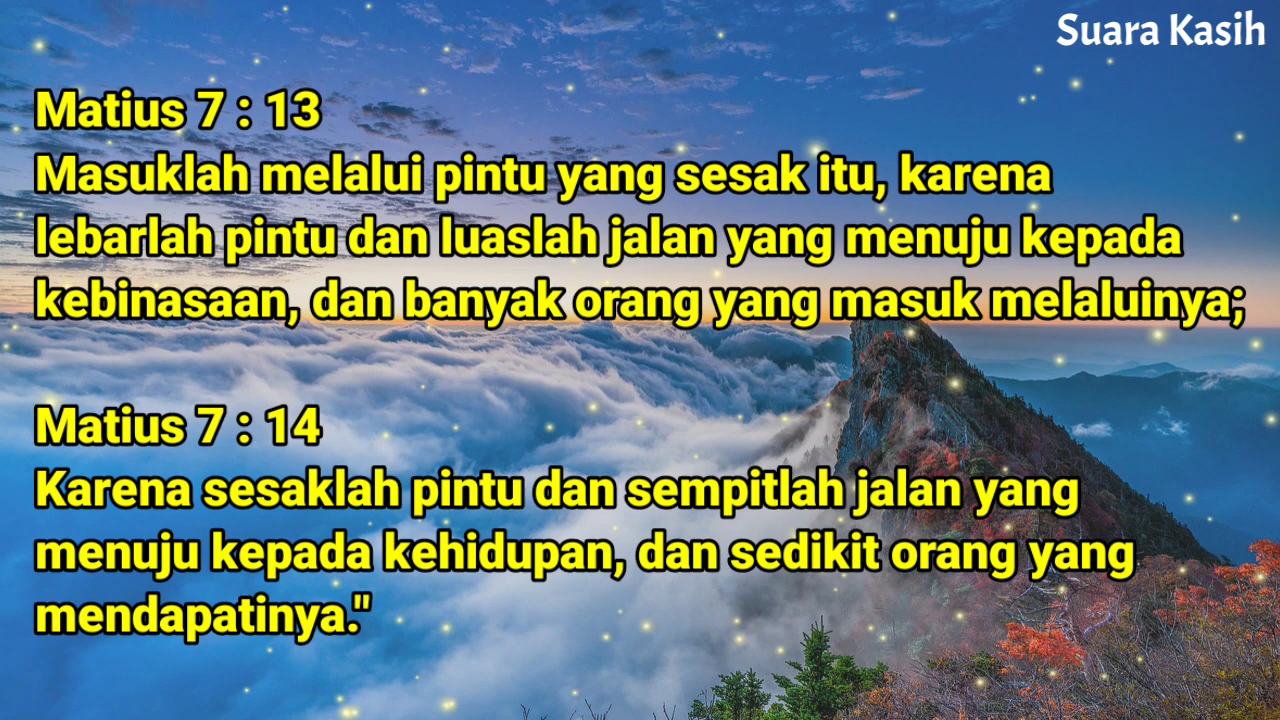 Suara Kasih
Matius 7 : 13
Masuklah melalui pintu yang sesak itu, karena
lebarlah pintu dan luaslah jalan yang menuju kepada
kebinasaan, dan banyak orang yang masuk melaluinya;
Matius 7 : 14
Karena sesaklah pintu dan sempitlah jalan yang
menuju kepada kehidupan, dan sedikit orang yang
mendapatinya."